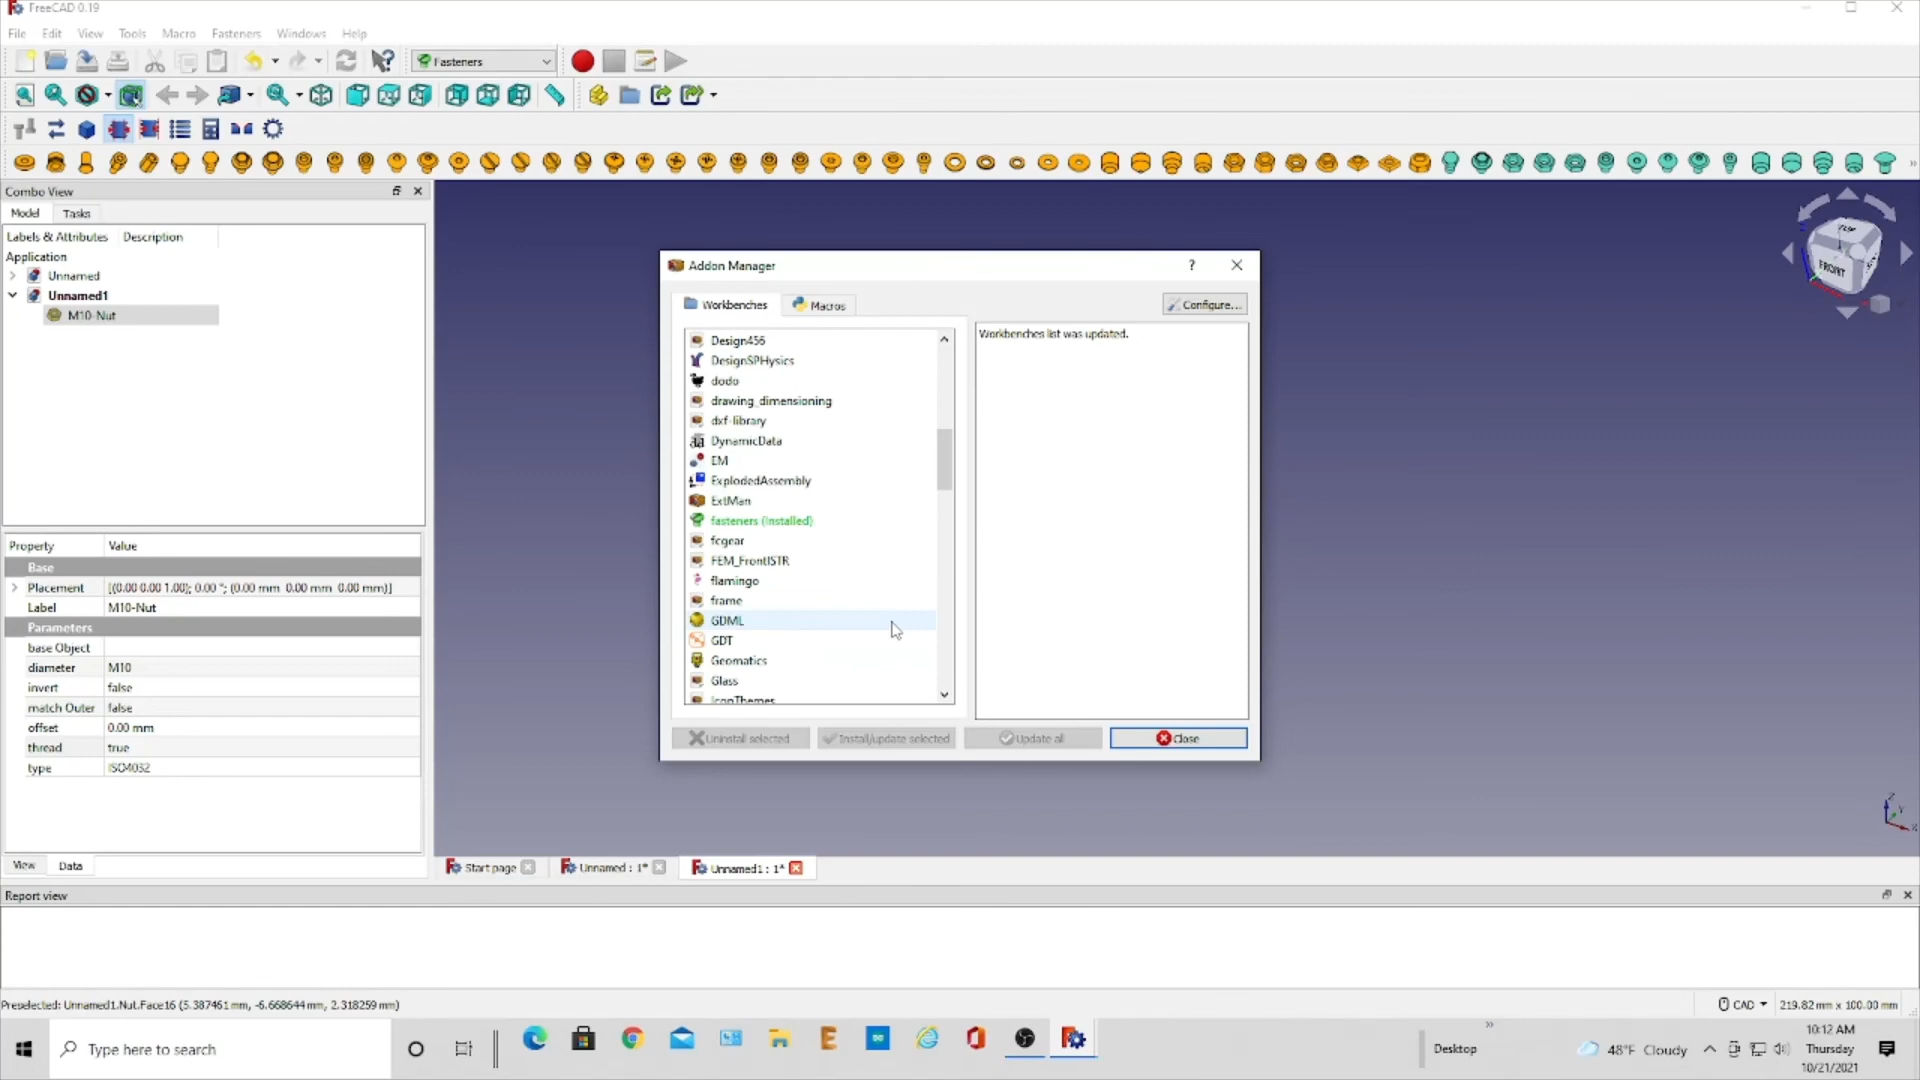 FreeCAD 0.19
File Edit View Tools Macro Fasteners Windows Help
Fasteners
Combo View
Model Tasks
Labels & Attributes Description
Application
Unnamed
Unnamed1
M10-Nut
Property Value
Base
Placement [(0.00 0.00 1.00); 0.00 °; (0.00 mm 0.00 mm 0.00 mm)]
Label M10-Nut
Parameters
base Object
diameter M10
invert false
match Outer false
offset 0.00 mm
thread true
type ISO4032
View Data
Addon Manager
?
Workbenches Macros Configure...
Design456
DesignSPHysics
dodo
drawing_dimensioning
dxf-library
DynamicData
EM
ExplodedAssembly
ExtMan
fasteners (Installed)
fcgear
FEM_FrontISTR
flamingo
frame
GDML
GDT
Geomatics
Glass
IconThemes
Workbenches list was updated.
Uninstall selected Install/update selected Update all Close
TOP
FRONT
Z
Y
X
Start page Unnamed : 1* Unnamed1 : 1*
Report view
Preselected: Unnamed1.Nut.Face16 (5.387461 mm, -6.668644 mm, 2.318259 mm)
CAD 219.82 mm x 100.00 mm
Type here to search
Desktop
48°F Cloudy
10:12 AM
Thursday
10/21/2021